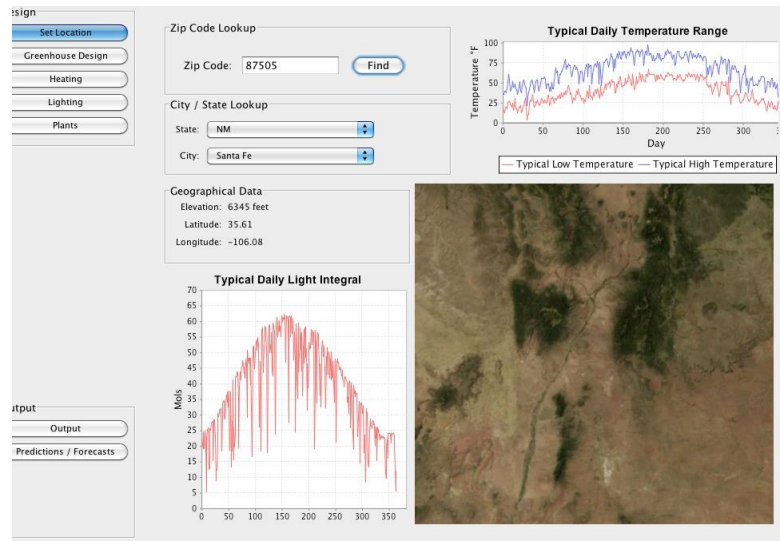 esign
Set Location
Greenhouse Design
Heating
Lighting
Plants
utput
Output
Predictions / Forecasts
Zip Code Lookup
Zip Code: 87505 Find
City / State Lookup
State: NM
City: Santa Fe
Geographical Data
Elevation: 6345 feet
Latitude: 35.61
Longitude: -106.08
Typical Daily Light Integral
Mols
70
65
60
55
50
45
40
35
30
25
20
15
10
5
0
0 50 100 150 200 250 300 350
Typical Daily Temperature Range
Temperature °F
100
75
50
25
0
0 50 100 150 200 250 300
Day
Typical Low Temperature Typical High Temperature